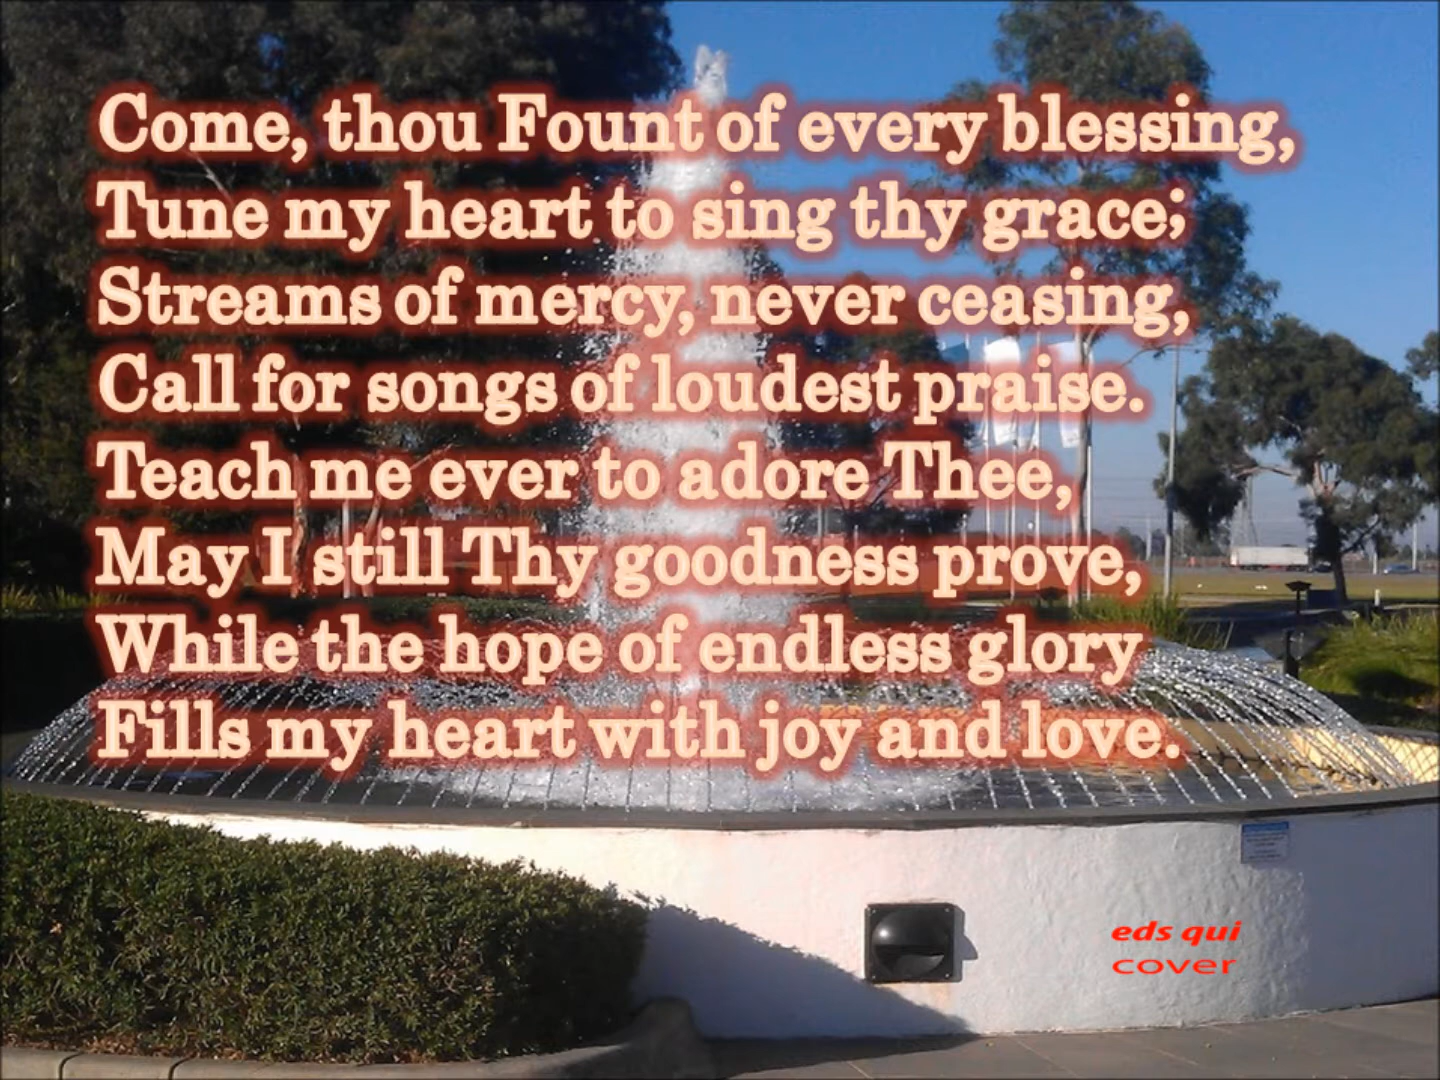 Come, thou Fount of every blessing,
Tune my heart to sing thy grace;
Streams of mercy, never ceasing,
Call for songs of loudest praise.
Teach me ever to adore Thee,
May I still Thy goodness prove,
While the hope of endless glory
Fills my heart with joy and love.
eds qui
cover